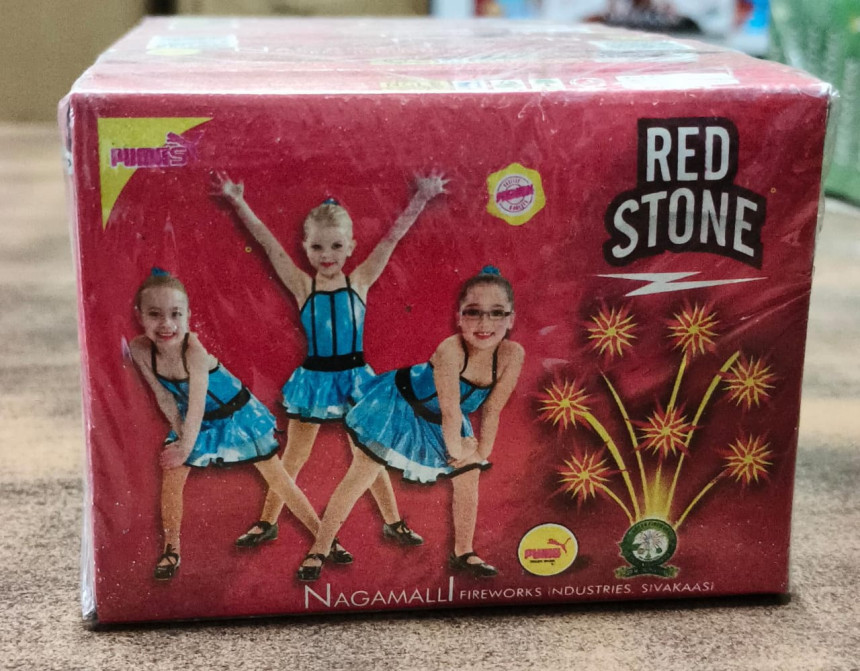 PUMA'S
RED
STONE
PUMA
NAGAMALLI FIREWORKS INDUSTRIES. SIVAKAASI